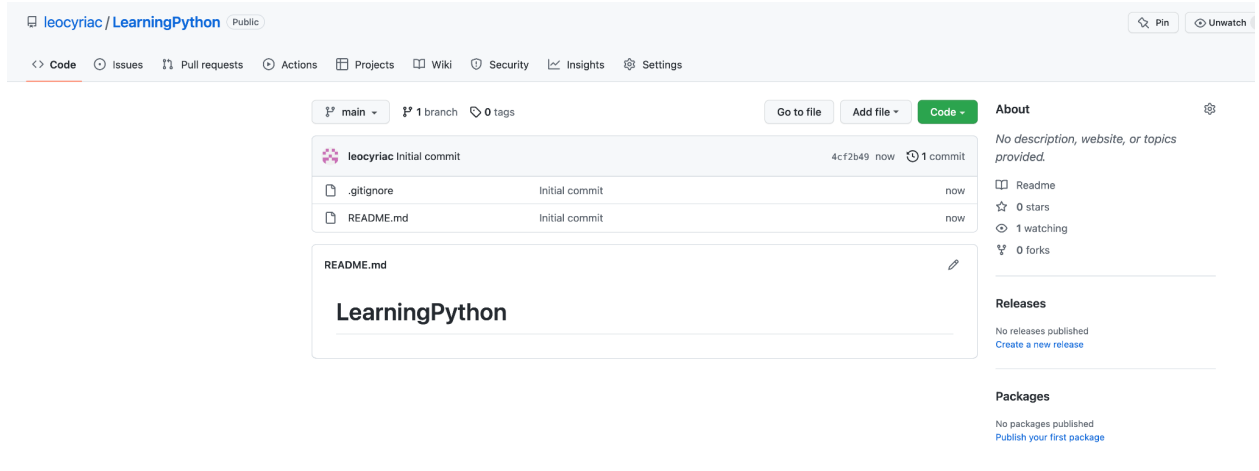 leocyriac / LearningPython Public
Pin Unwatch
<> Code Issues Pull requests Actions Projects Wiki Security Insights Settings
main 1 branch 0 tags Go to file Add file Code
leocyriac Initial commit 4cf2b49 now 1 commit
.gitignore Initial commit now
README.md Initial commit now
README.md
LearningPython
About
No description, website, or topics
provided.
Readme
0 stars
1 watching
0 forks
Releases
No releases published
Create a new release
Packages
No packages published
Publish your first package